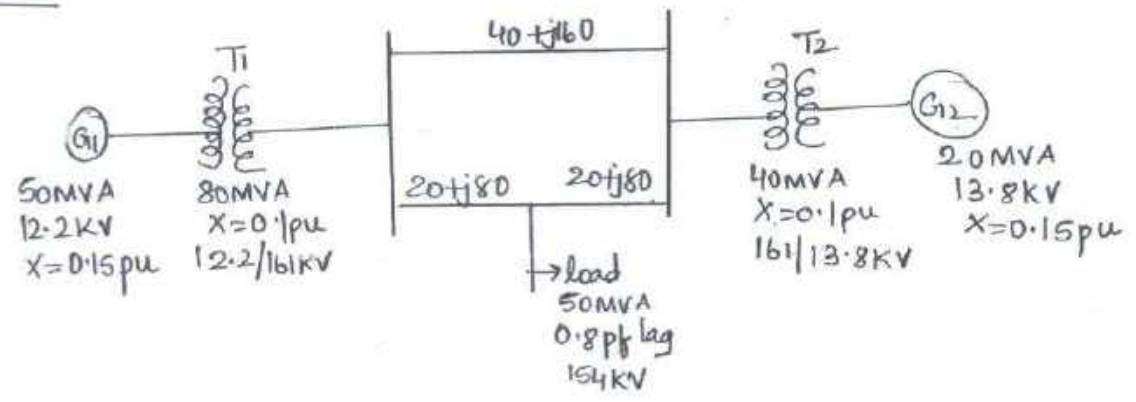 40+j160
T1
T2
G1
G12
20+j80 20+j80
50MVA
12.2KV
X=0.15pu
80MVA
X=0.1pu
12.2/161KV
→load
50MVA
0.8pf lag
154KV
40MVA
X=0.1pu
161/13.8KV
20MVA
13.8KV
X=0.15pu